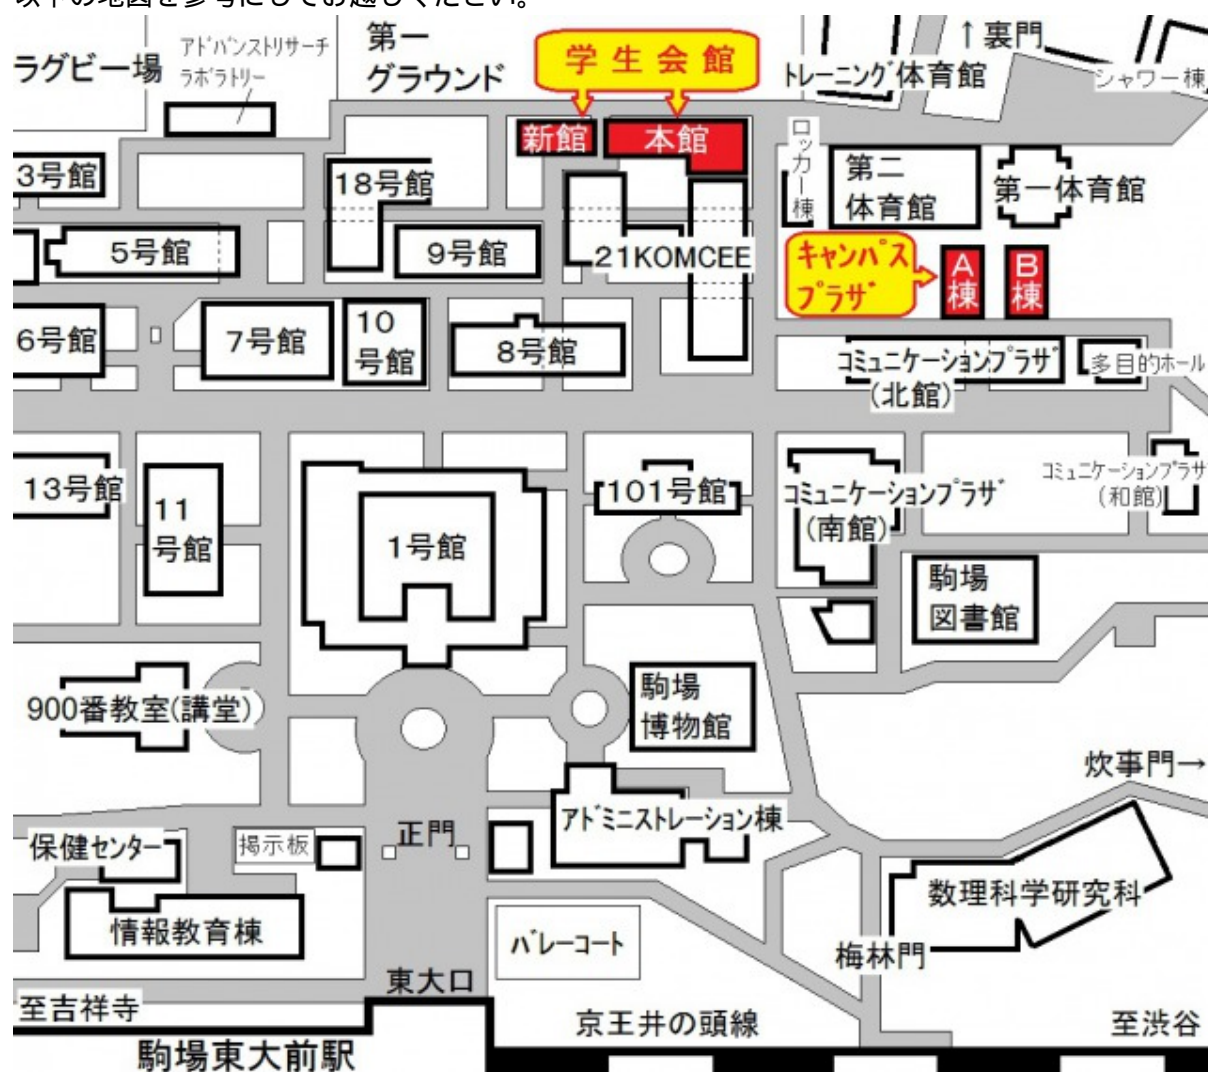 以下の地図を参考にしてお越しください。
ラグビー場
アドバンストリサーチ
ラボラトリー
第一
グラウンド
学生会館
新館
本館
トレーニング体育館
↑裏門
シャワー棟
ロッカー棟
3号館
18号館
第二
体育館
第一体育館
5号館
9号館
21KOMCEE
キャンパス
プラザ
A
棟
B
棟
6号館
7号館
10
号館
8号館
コミュニケーションプラザ
(北館)
多目的ホール
13号館
11
号館
1号館
101号館
コミュニケーションプラザ
(南館)
コミュニケーションプラザ
(和館)
駒場
図書館
900番教室(講堂)
駒場
博物館
炊事門→
保健センター
掲示板
正門
アドミニストレーション棟
数理科学研究科
情報教育棟
バレーコート
梅林門
東大口
至吉祥寺
京王井の頭線
至渋谷
駒場東大前駅